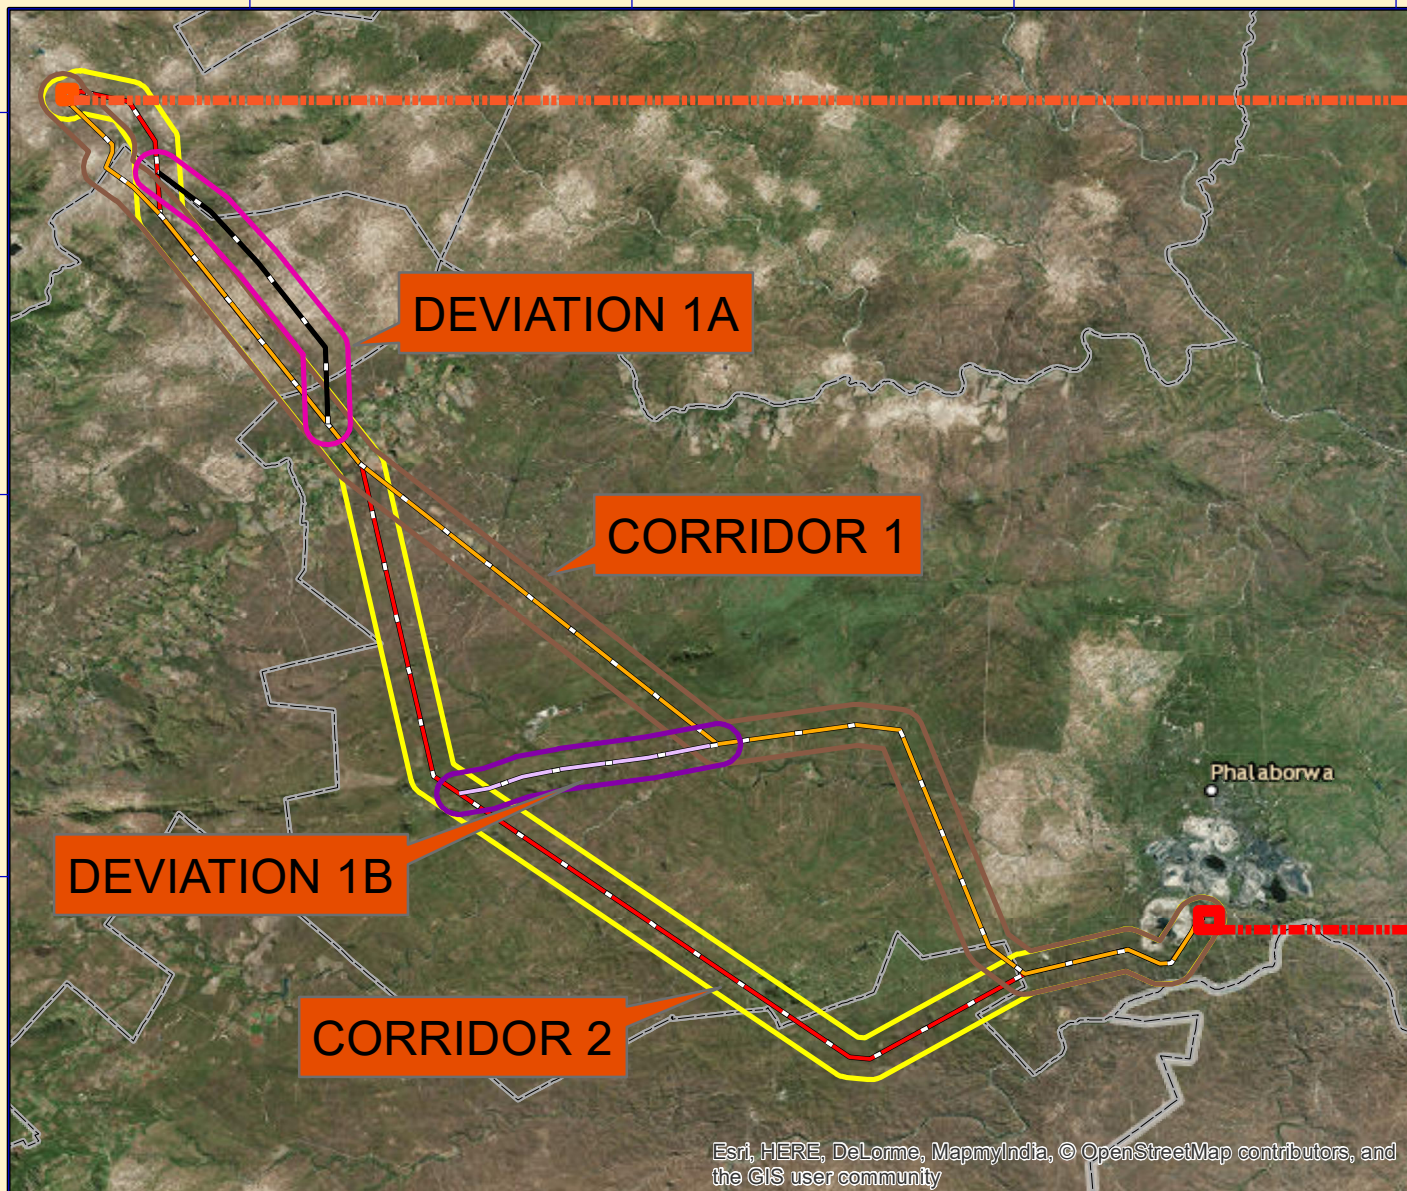 DEVIATION 1A
CORRIDOR 1
Phalaborwa
DEVIATION 1B
CORRIDOR 2
Esri, HERE, DeLorme, MapmyIndia, © OpenStreetMap contributors, and
the GIS user community